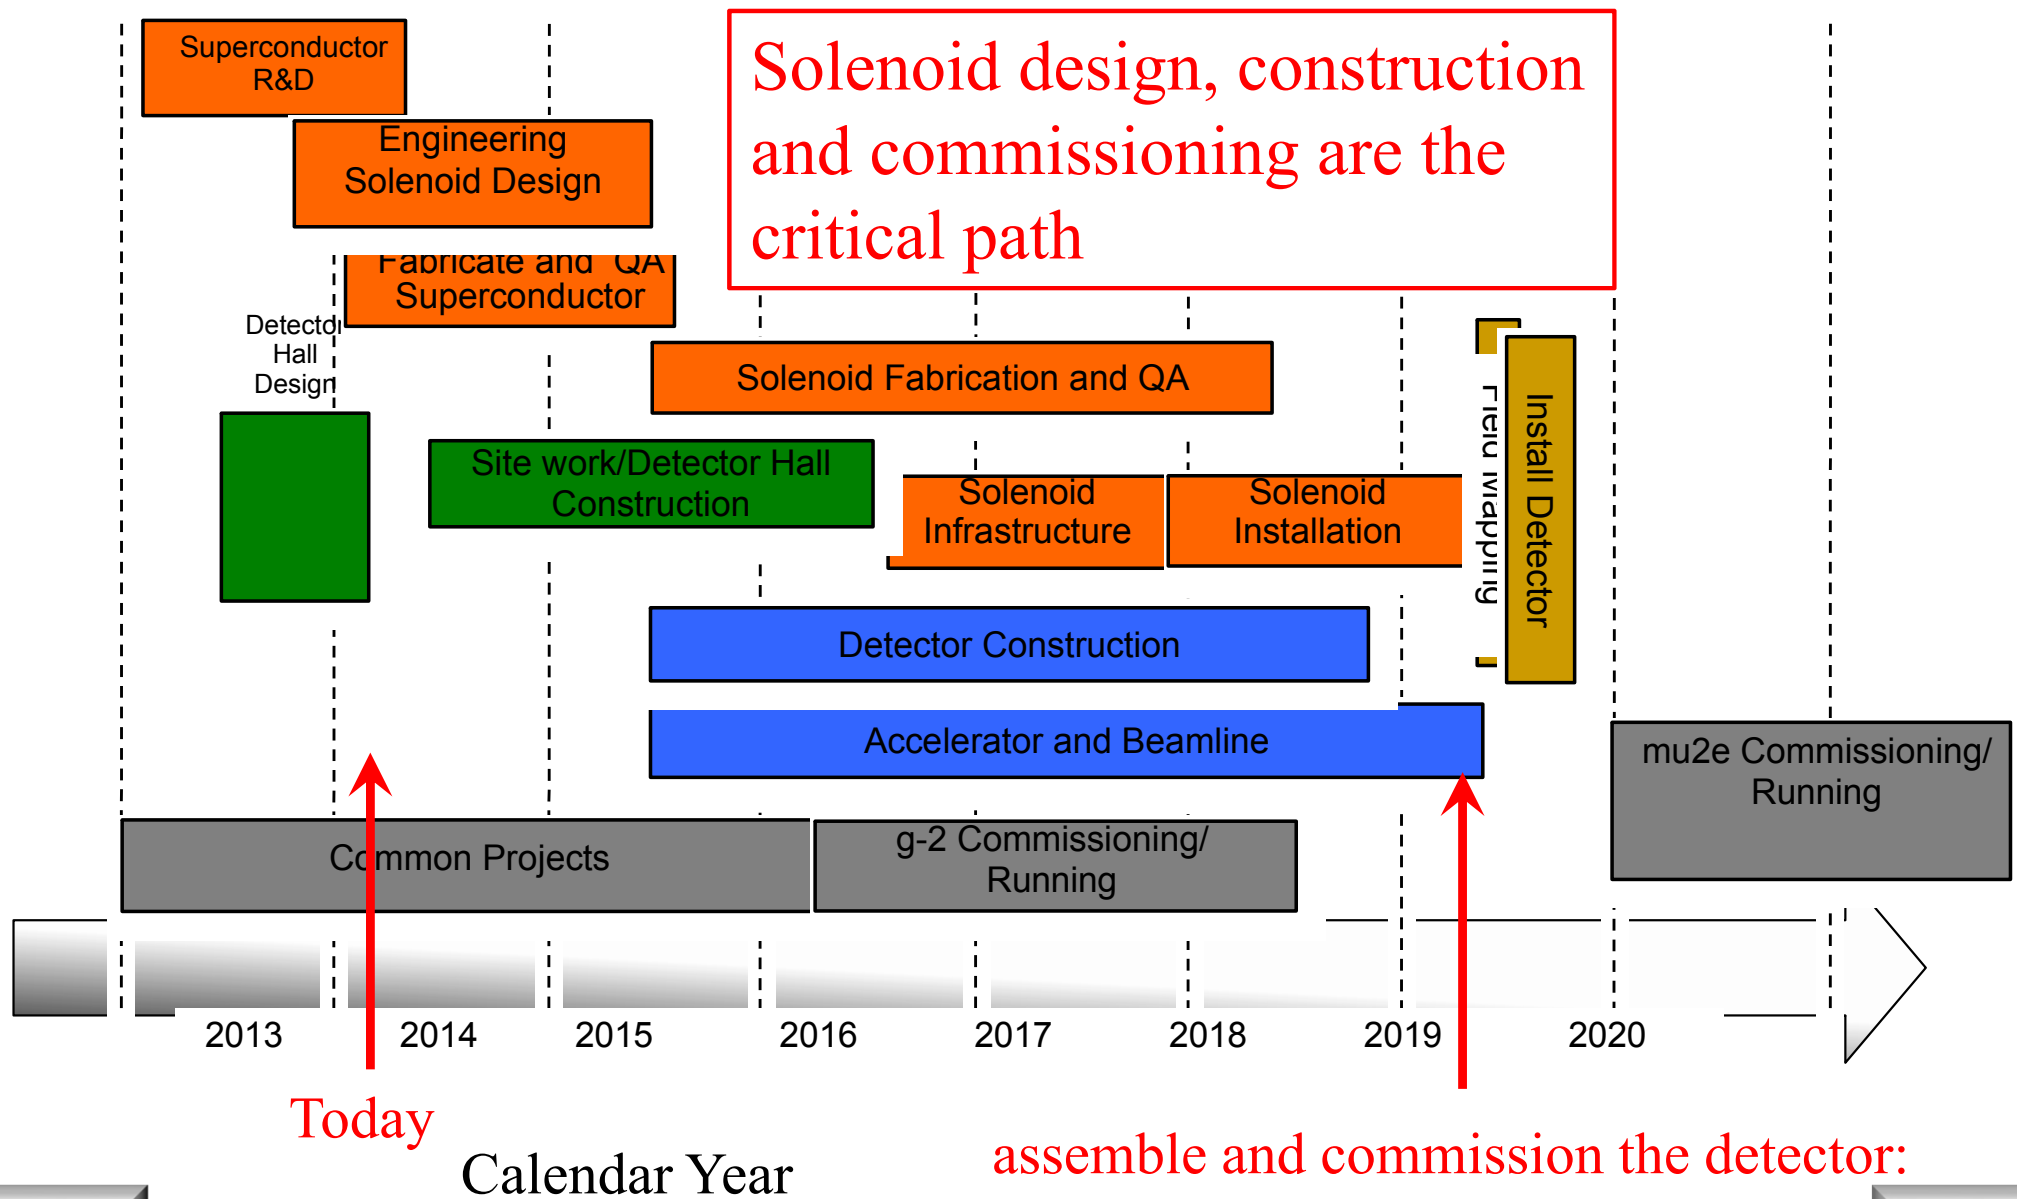 Superconductor
R&D
Solenoid design, construction
and commissioning are the
critical path
Engineering
Solenoid Design
Fabricate and QA
Superconductor
Detector
Hall
Design
Solenoid Fabrication and QA
Field Mapping
Install Detector
Site work/Detector Hall
Construction
Solenoid
Infrastructure
Solenoid
Installation
Detector Construction
Accelerator and Beamline
mu2e Commissioning/
Running
Common Projects
g-2 Commissioning/
Running
2013 2014 2015 2016 2017 2018 2019 2020
Today
Calendar Year
assemble and commission the detector: